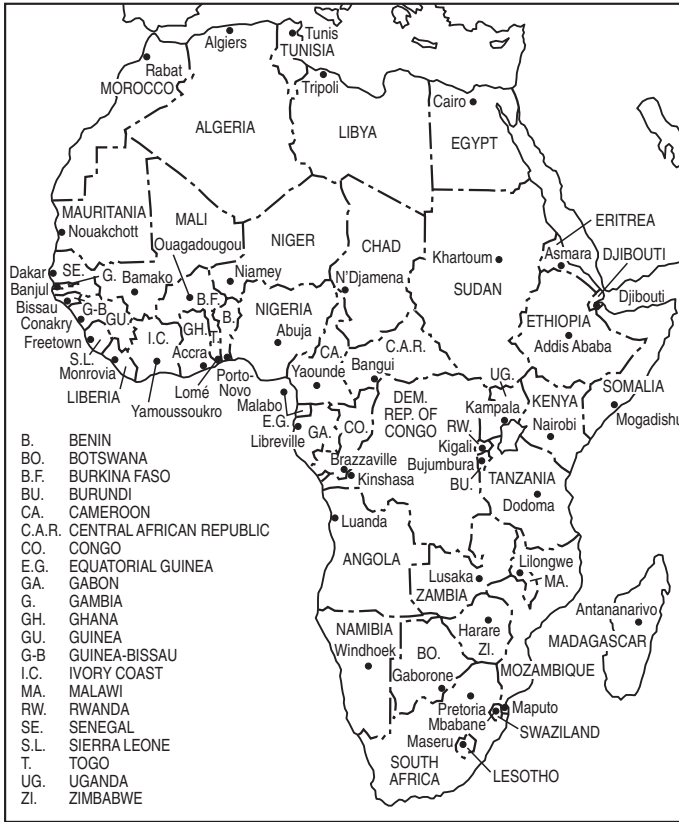 Algiers
Tunis
TUNISIA
Rabat
MOROCCO
Tripoli
Cairo
ALGERIA
LIBYA
EGYPT
MAURITANIA
Nouakchott
MALI
Ouagadougou
NIGER
CHAD
ERITREA
Khartoum
Asmara
DJIBOUTI
Dakar
SE.
G.
Bamako
Niamey
N'Djamena
SUDAN
Banjul
Djibouti
Bissau
G-B
GU.
B.F.
B.
NIGERIA
Conakry
I.C.
GH.
Abuja
ETHIOPIA
Freetown
Accra
CA.
C.A.R.
Addis Ababa
S.L.
Yaounde
Bangui
Monrovia
Lomé
Porto-
Novo
UG.
SOMALIA
LIBERIA
Yamoussoukro
Malabo
DEM.
REP. OF
CONGO
Kampala
KENYA
Mogadishu
E.G.
CO.
RW.
Nairobi
Libreville
GA.
Kigali
Brazzaville
Bujumbura
Kinshasa
BU.
TANZANIA
Dodoma
Luanda
ANGOLA
Lilongwe
Lusaka
MA.
ZAMBIA
Antananarivo
NAMIBIA
Harare
MADAGASCAR
Windhoek
BO.
ZI.
Gaborone
MOZAMBIQUE
Pretoria
Maputo
Mbabane
SWAZILAND
Maseru
SOUTH
AFRICA
LESOTHO
B. BENIN
BO. BOTSWANA
B.F. BURKINA FASO
BU. BURUNDI
CA. CAMEROON
C.A.R. CENTRAL AFRICAN REPUBLIC
CO. CONGO
E.G. EQUATORIAL GUINEA
GA. GABON
G. GAMBIA
GH. GHANA
GU. GUINEA
G-B GUINEA-BISSAU
I.C. IVORY COAST
MA. MALAWI
RW. RWANDA
SE. SENEGAL
S.L. SIERRA LEONE
T. TOGO
UG. UGANDA
ZI. ZIMBABWE